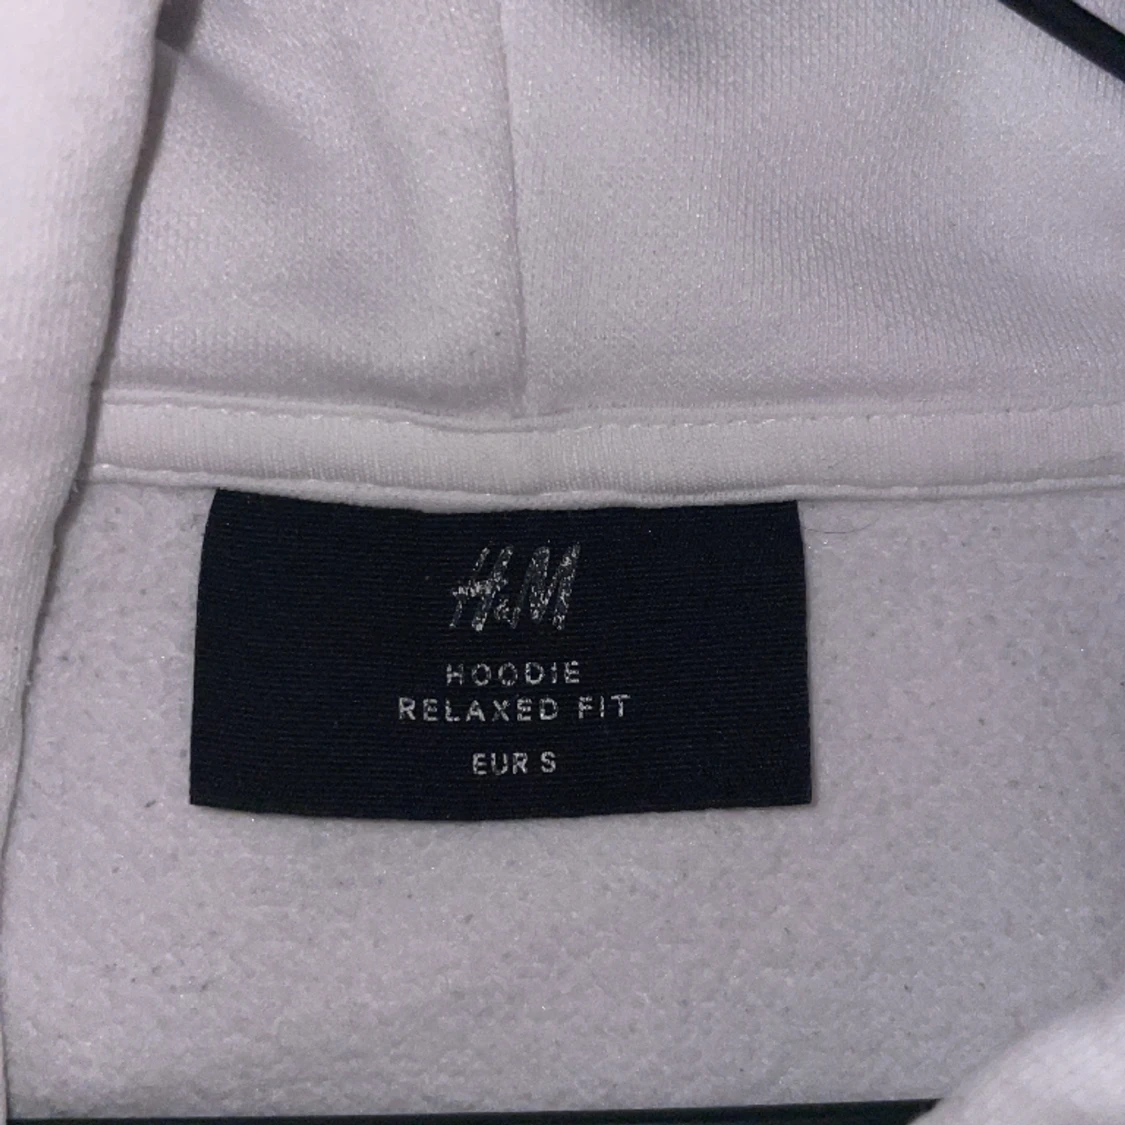 H&M
HOODIE
RELAXED FIT
EUR S